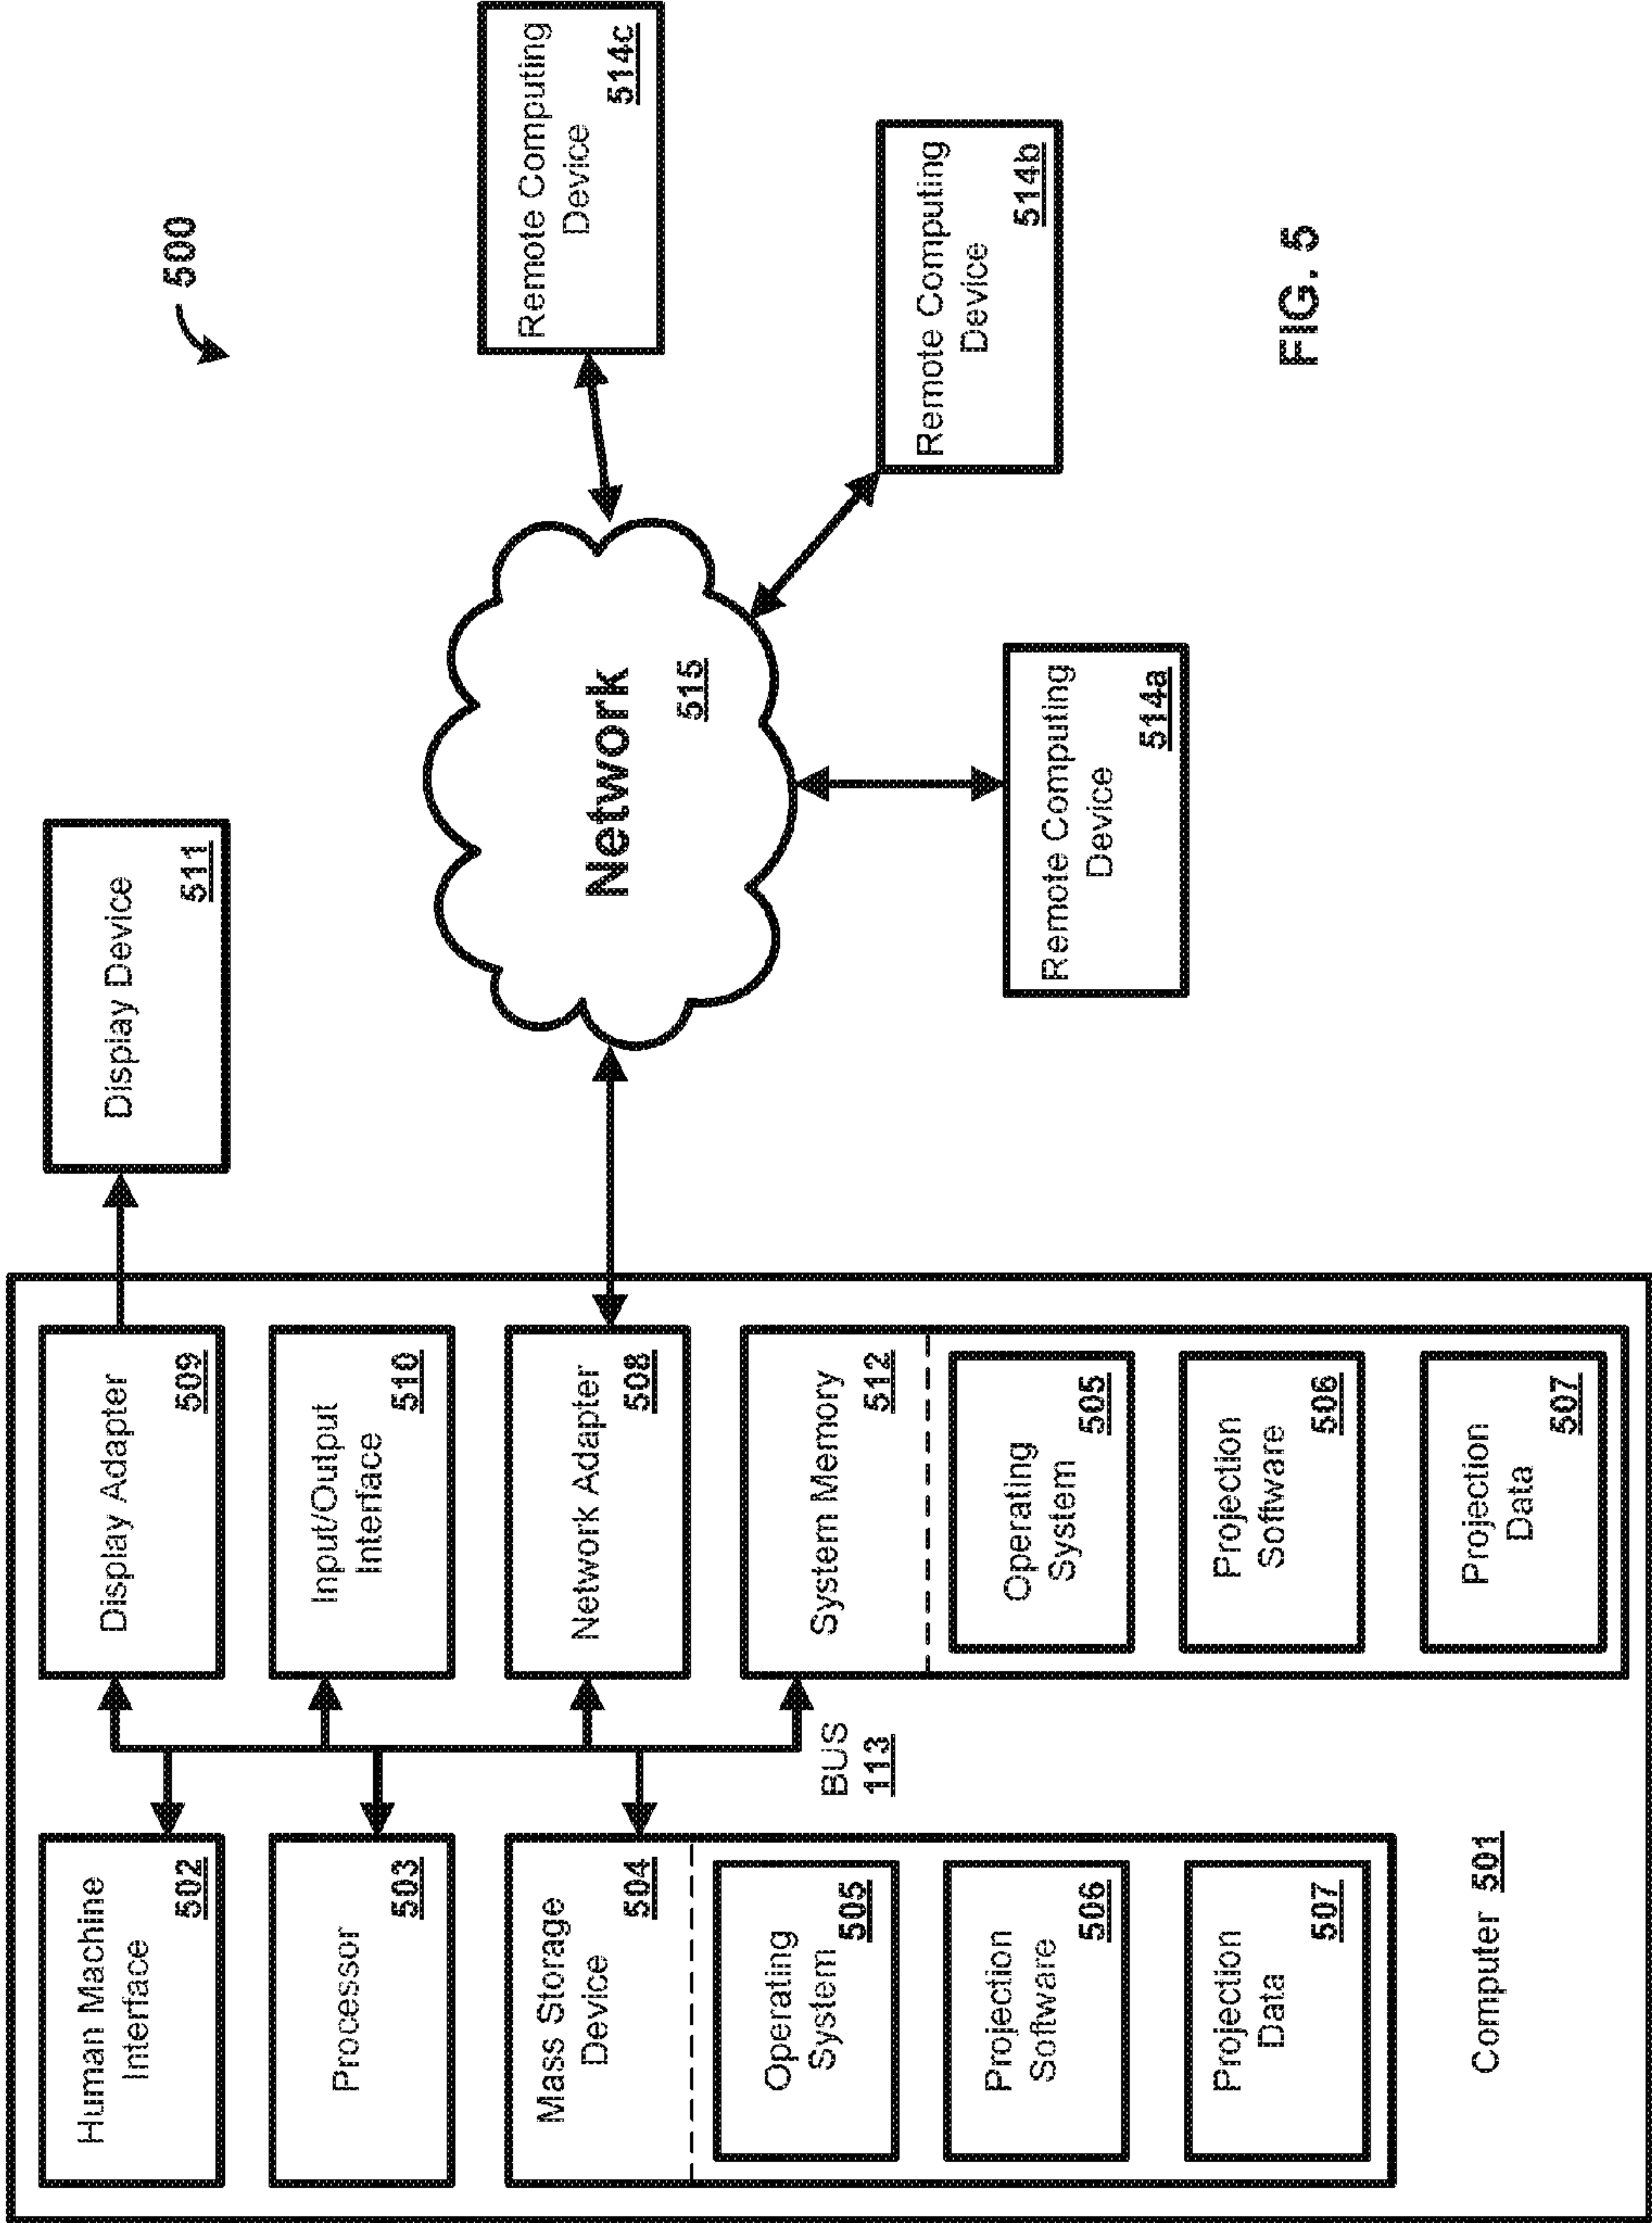 500
Human Machine
Interface
502
Processor
503
Mass Storage
Device
504
Operating
System
505
Projection
Software
506
Projection
Data
507
Computer 501
BUS
113
Display Adapter
509
Input/Output
Interface
510
Network Adapter
508
System Memory
512
Operating
System
505
Projection
Software
506
Projection
Data
507
Display Device
511
Network
515
Remote Computing
Device
514a
Remote Computing
Device
514b
Remote Computing
Device
514c
FIG. 5